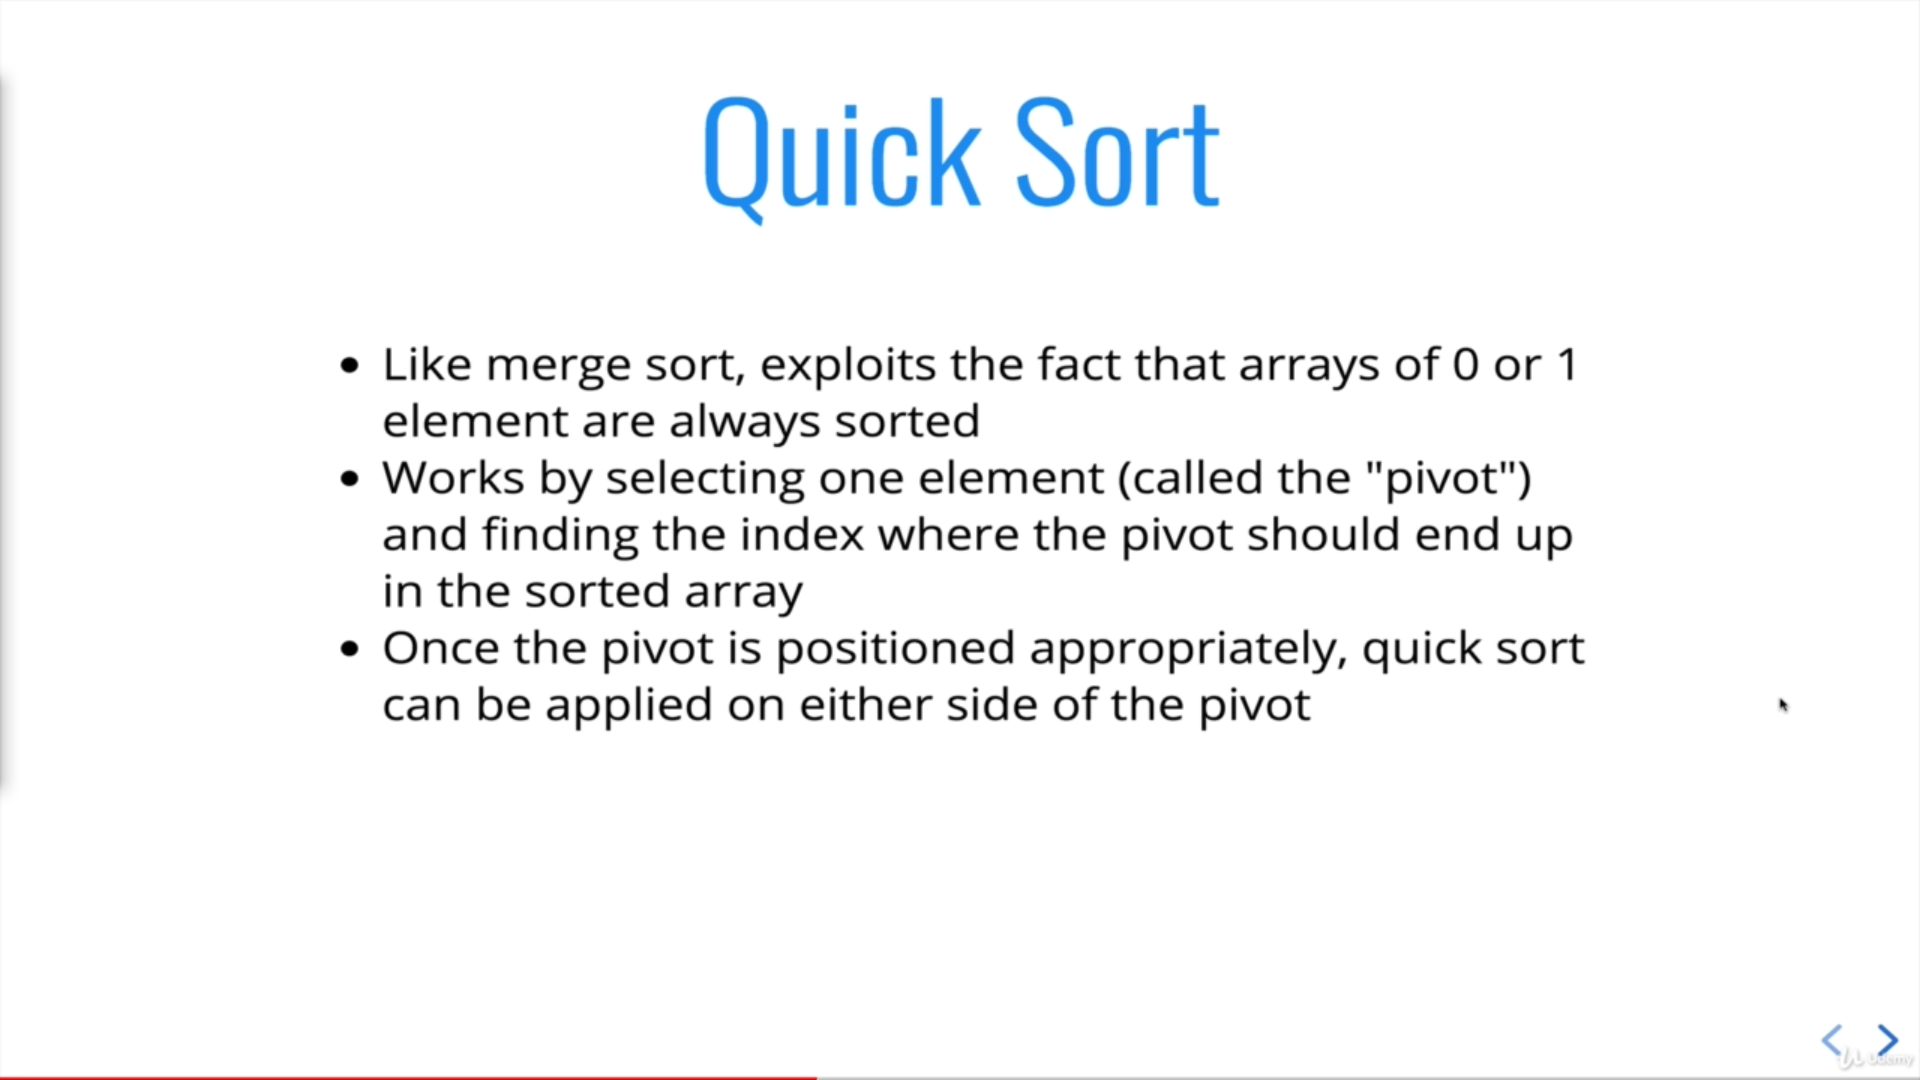 Quick Sort
• Like merge sort, exploits the fact that arrays of 0 or 1
element are always sorted
• Works by selecting one element (called the "pivot")
and finding the index where the pivot should end up
in the sorted array
• Once the pivot is positioned appropriately, quick sort
can be applied on either side of the pivot
Udemy